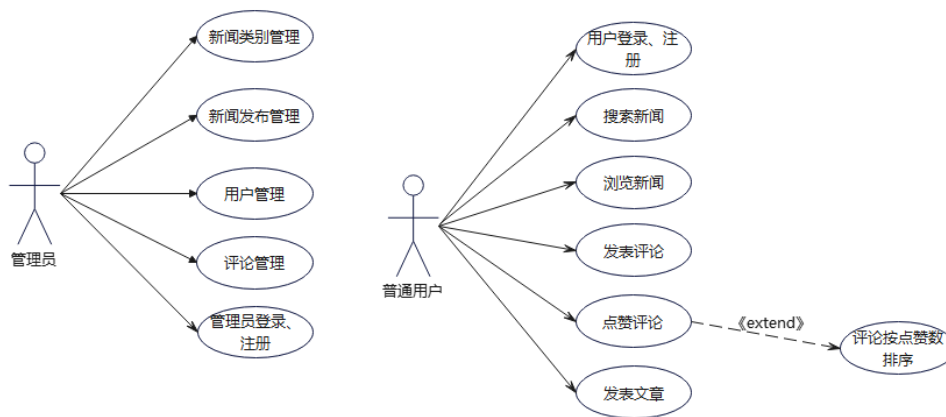 新闻类别管理
新闻发布管理
用户管理
评论管理
管理员登录、
注册
管理员
用户登录、注
册
搜索新闻
浏览新闻
发表评论
点赞评论
发表文章
普通用户
《extend》
评论按点赞数
排序